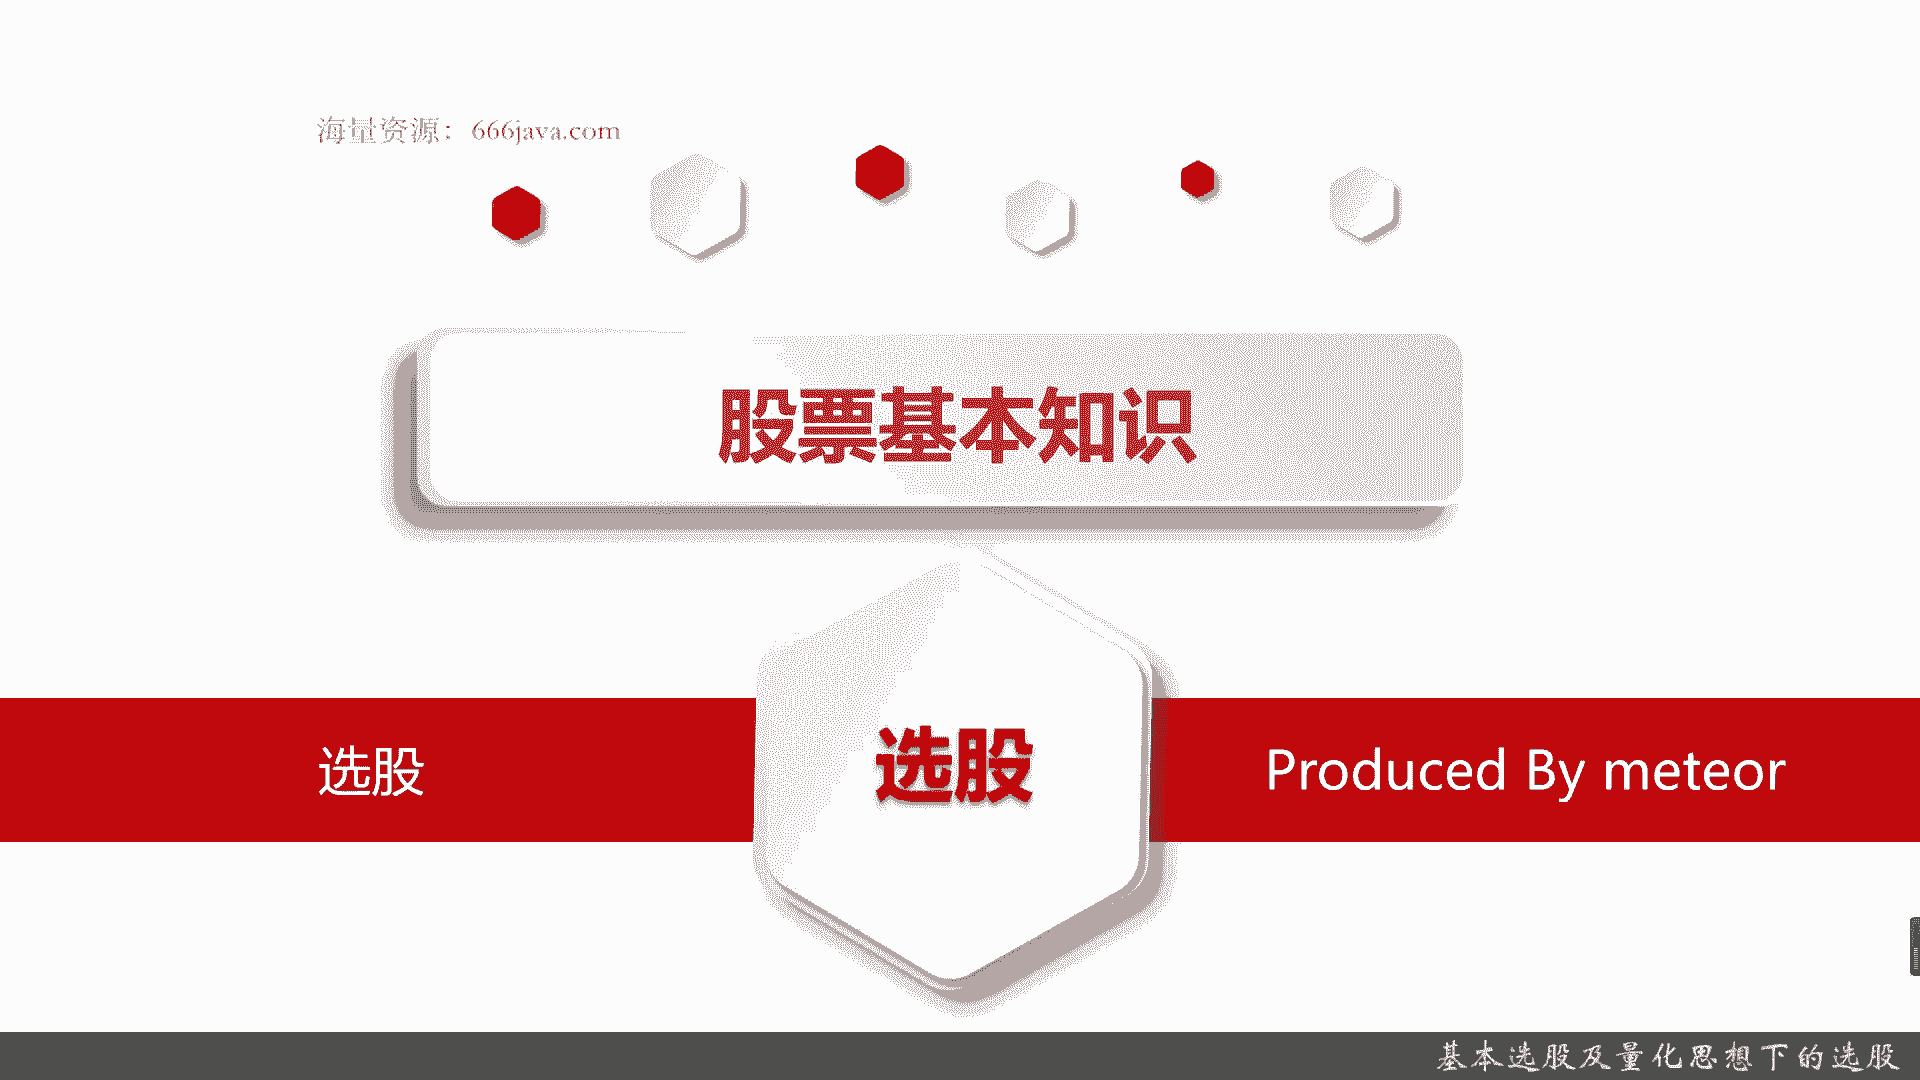 海量资源：666java.com
股票基本知识
选股
选股
Produced By meteor
基本选股及量化思想下的选股